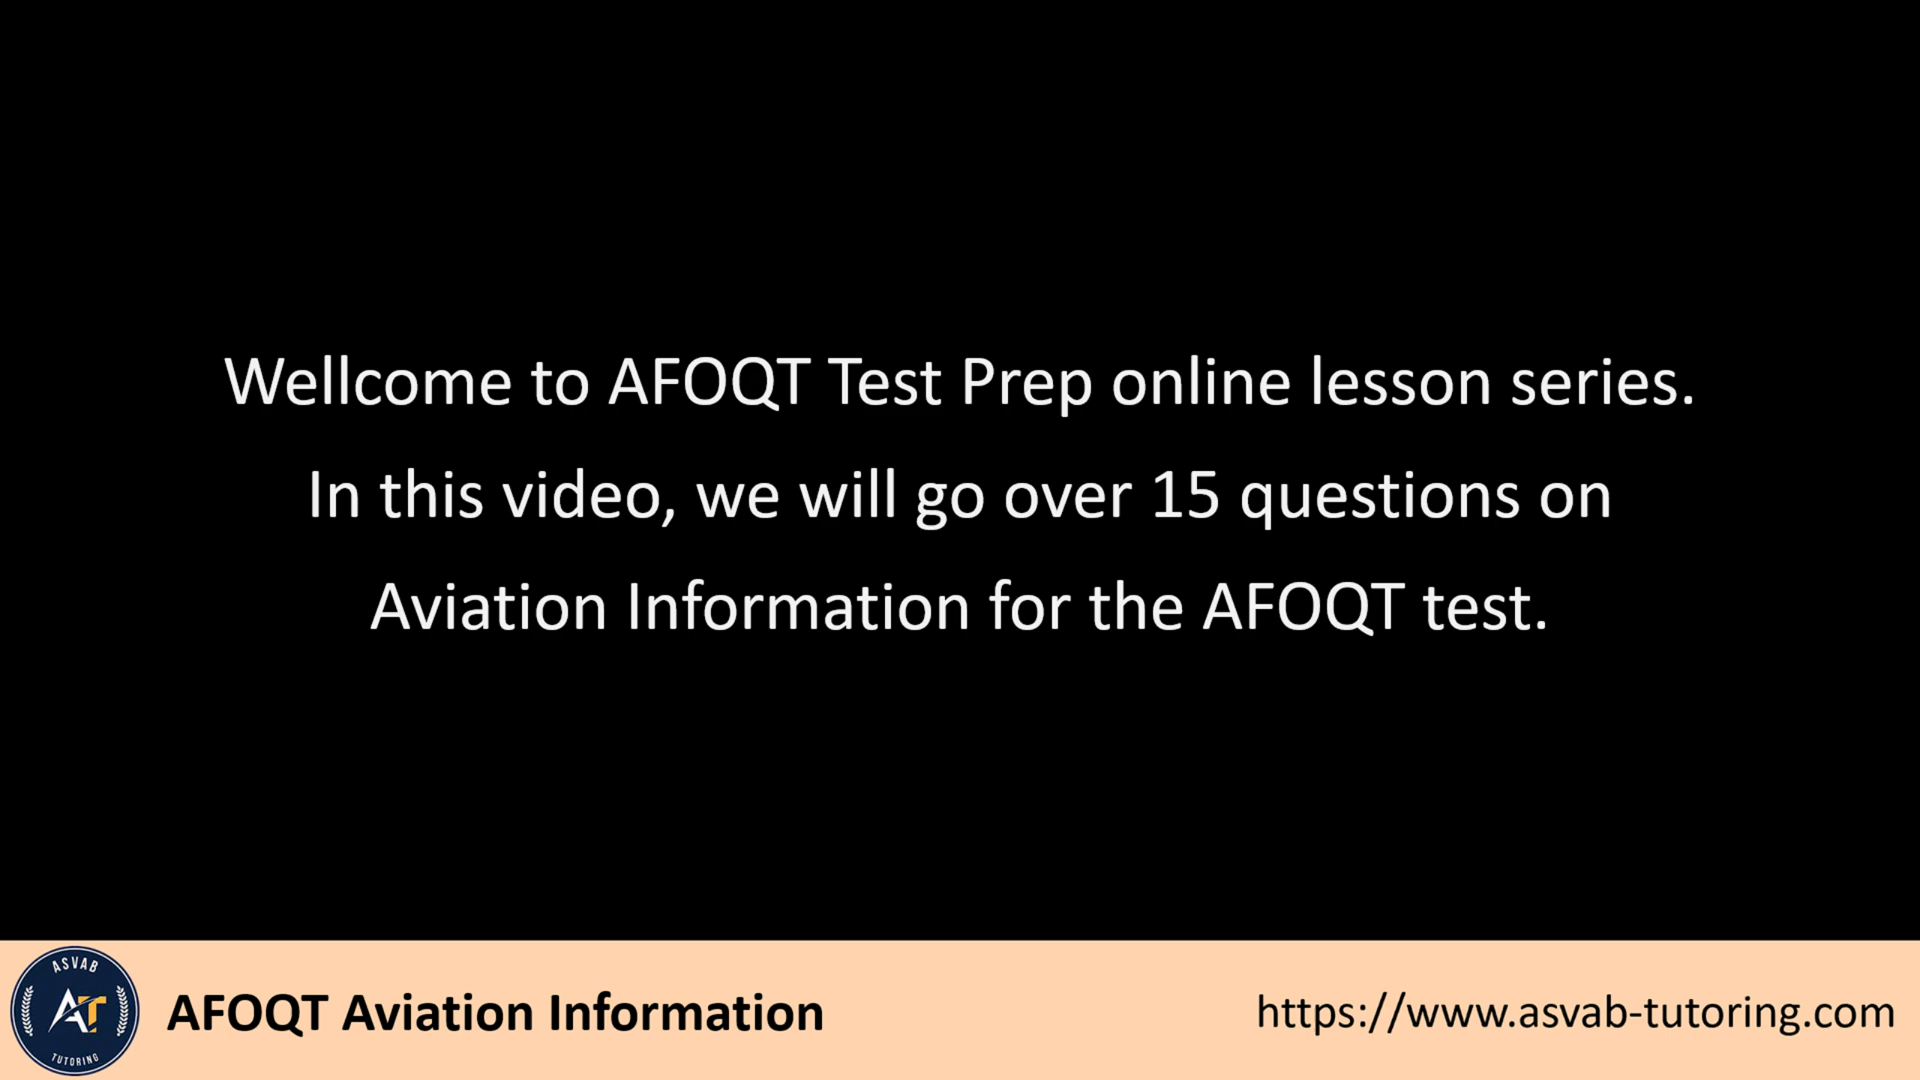 Wellcome to AFOQT Test Prep online lesson series.
In this video, we will go over 15 questions on
Aviation Information for the AFOQT test.
ASVAB
AT
TUTORING
AFOQT Aviation Information
https://www.asvab-tutoring.com